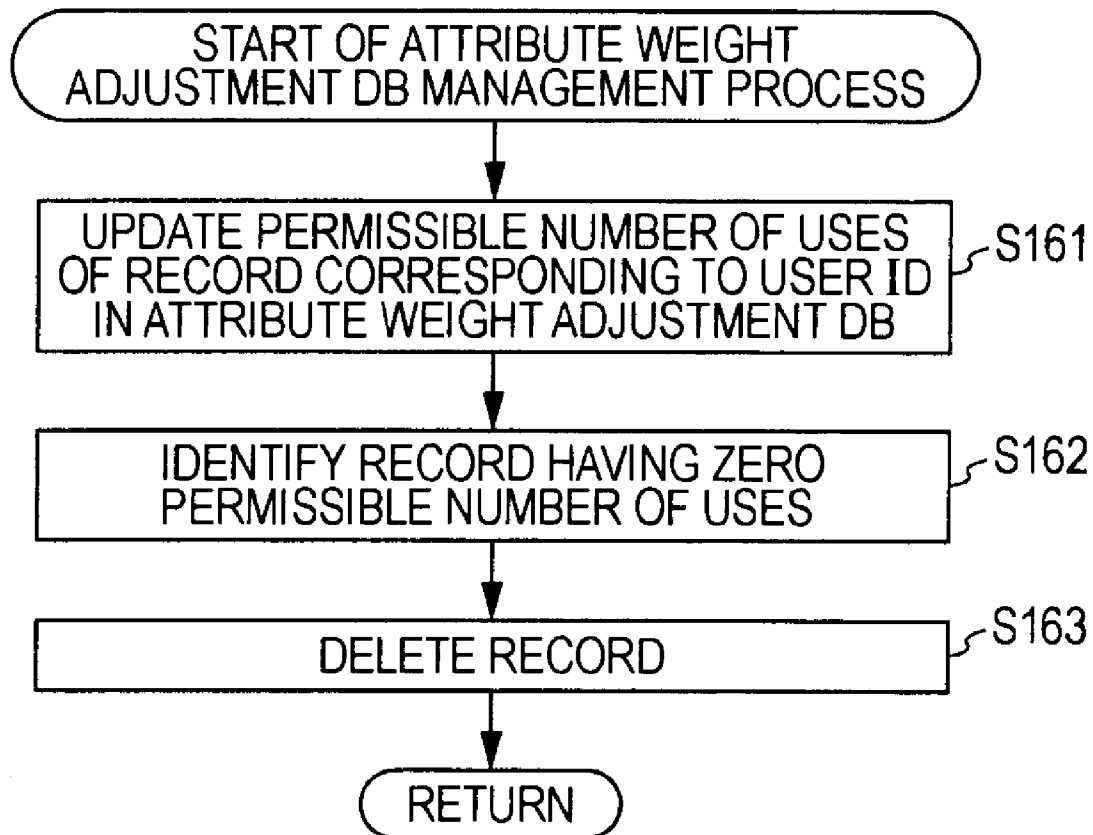 START OF ATTRIBUTE WEIGHT
ADJUSTMENT DB MANAGEMENT PROCESS
UPDATE PERMISSIBLE NUMBER OF USES
OF RECORD CORRESPONDING TO USER ID
IN ATTRIBUTE WEIGHT ADJUSTMENT DB
S161
IDENTIFY RECORD HAVING ZERO
PERMISSIBLE NUMBER OF USES
S162
DELETE RECORD
S163
RETURN